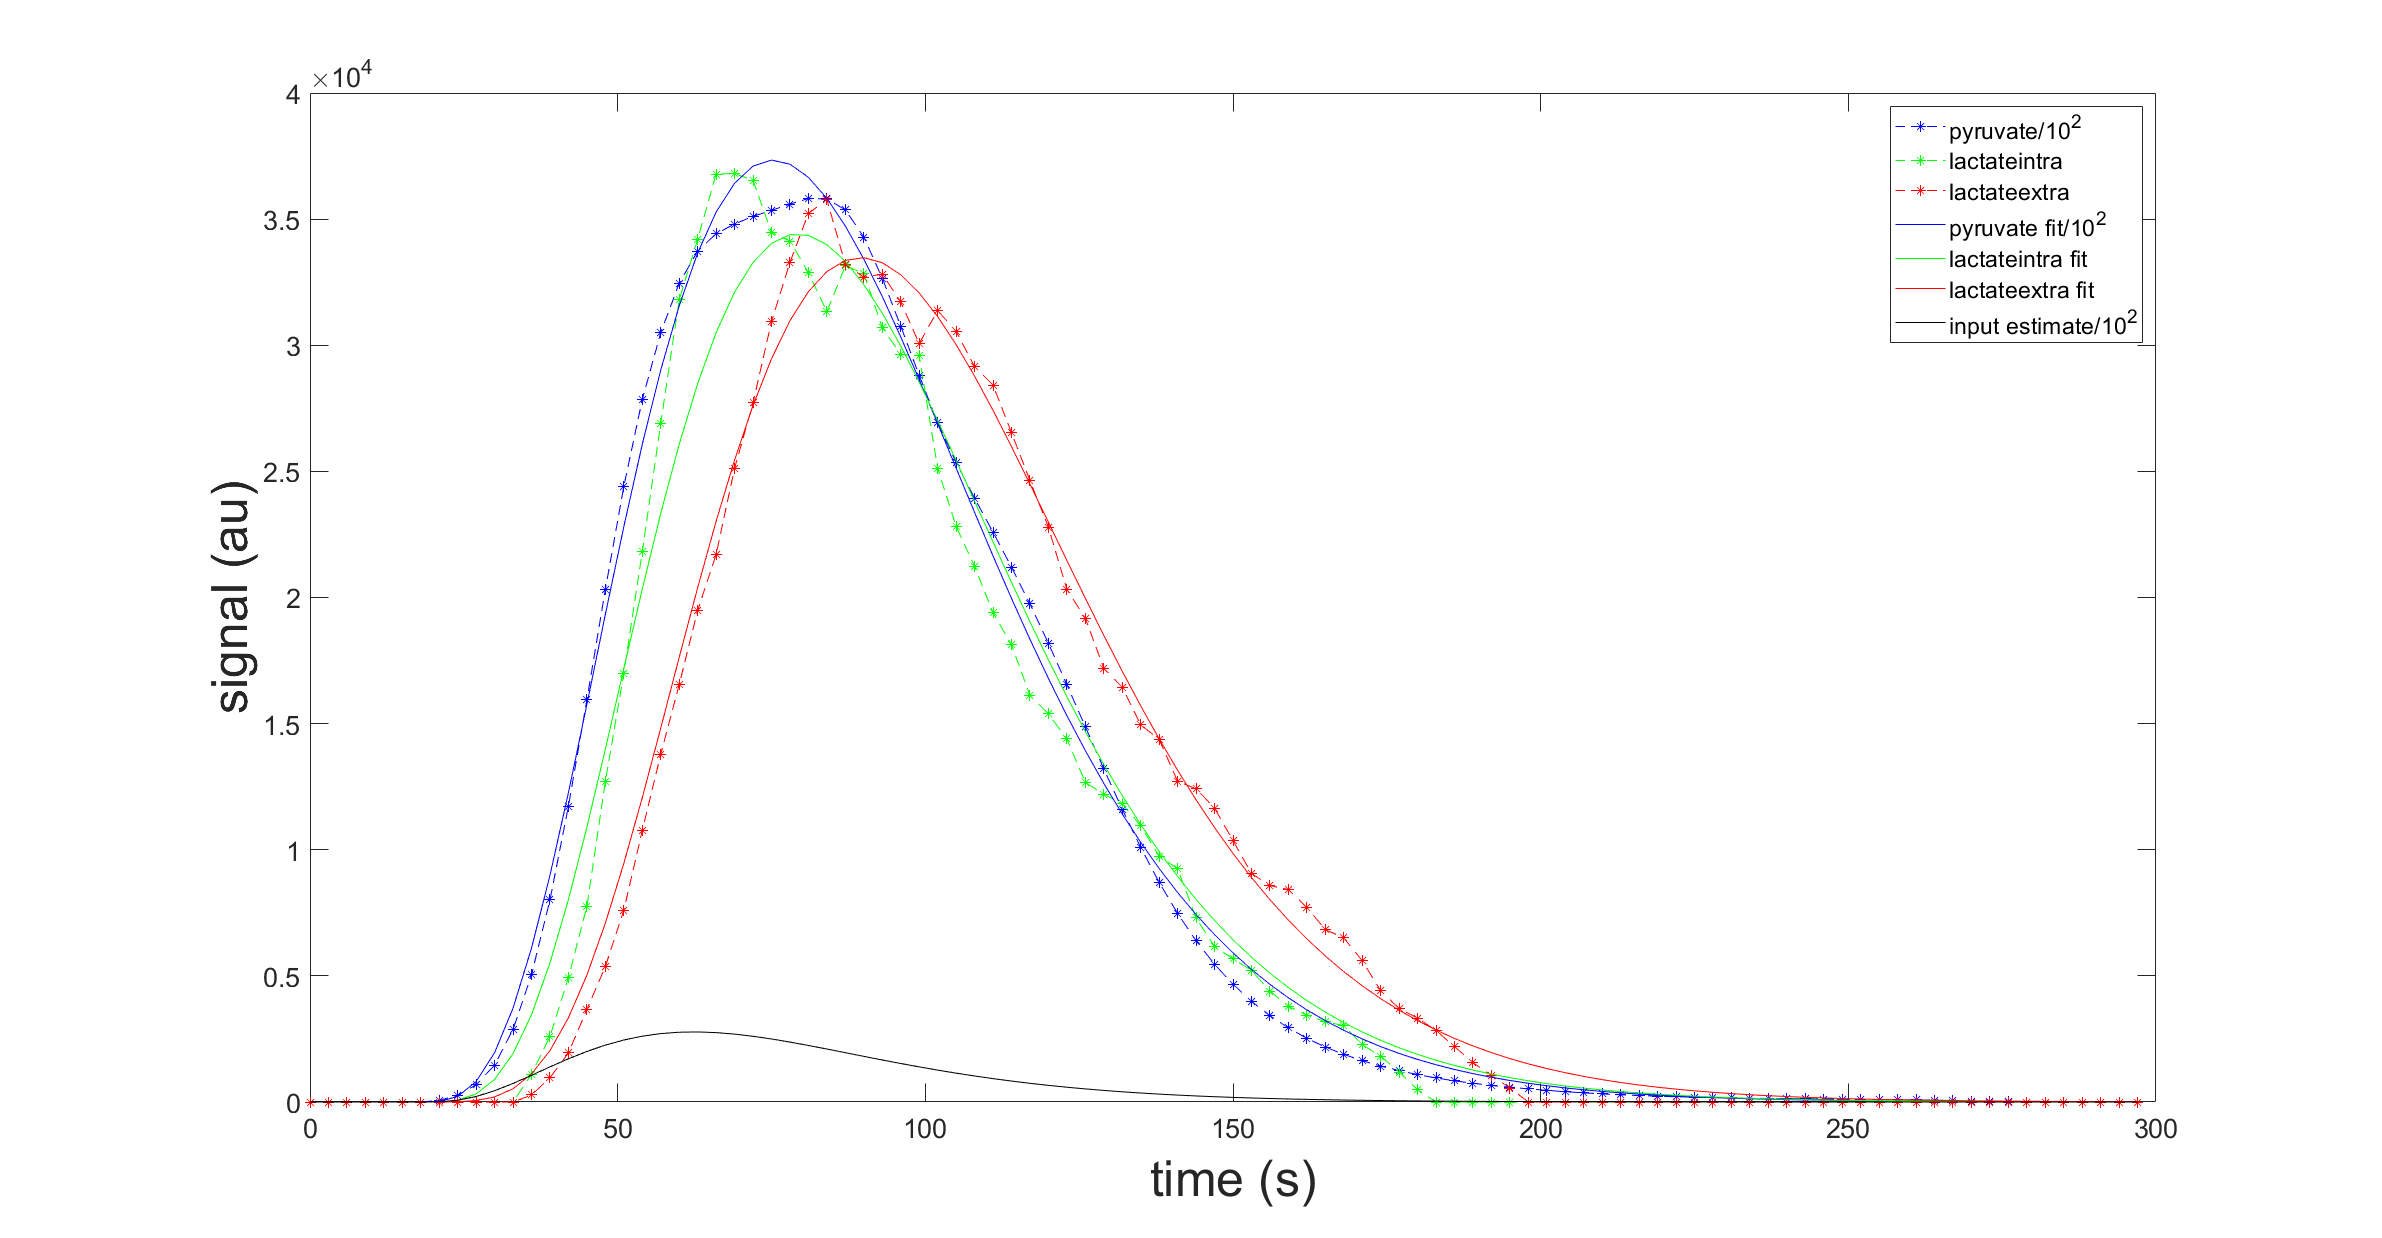 ×10^4
4
3.5
3
2.5
2
1.5
1
0.5
0
signal (au)
0 50 100 150 200 250 300
time (s)
pyruvate/10^2
lactateintra
lactateextra
pyruvate fit/10^2
lactateintra fit
lactateextra fit
input estimate/10^2